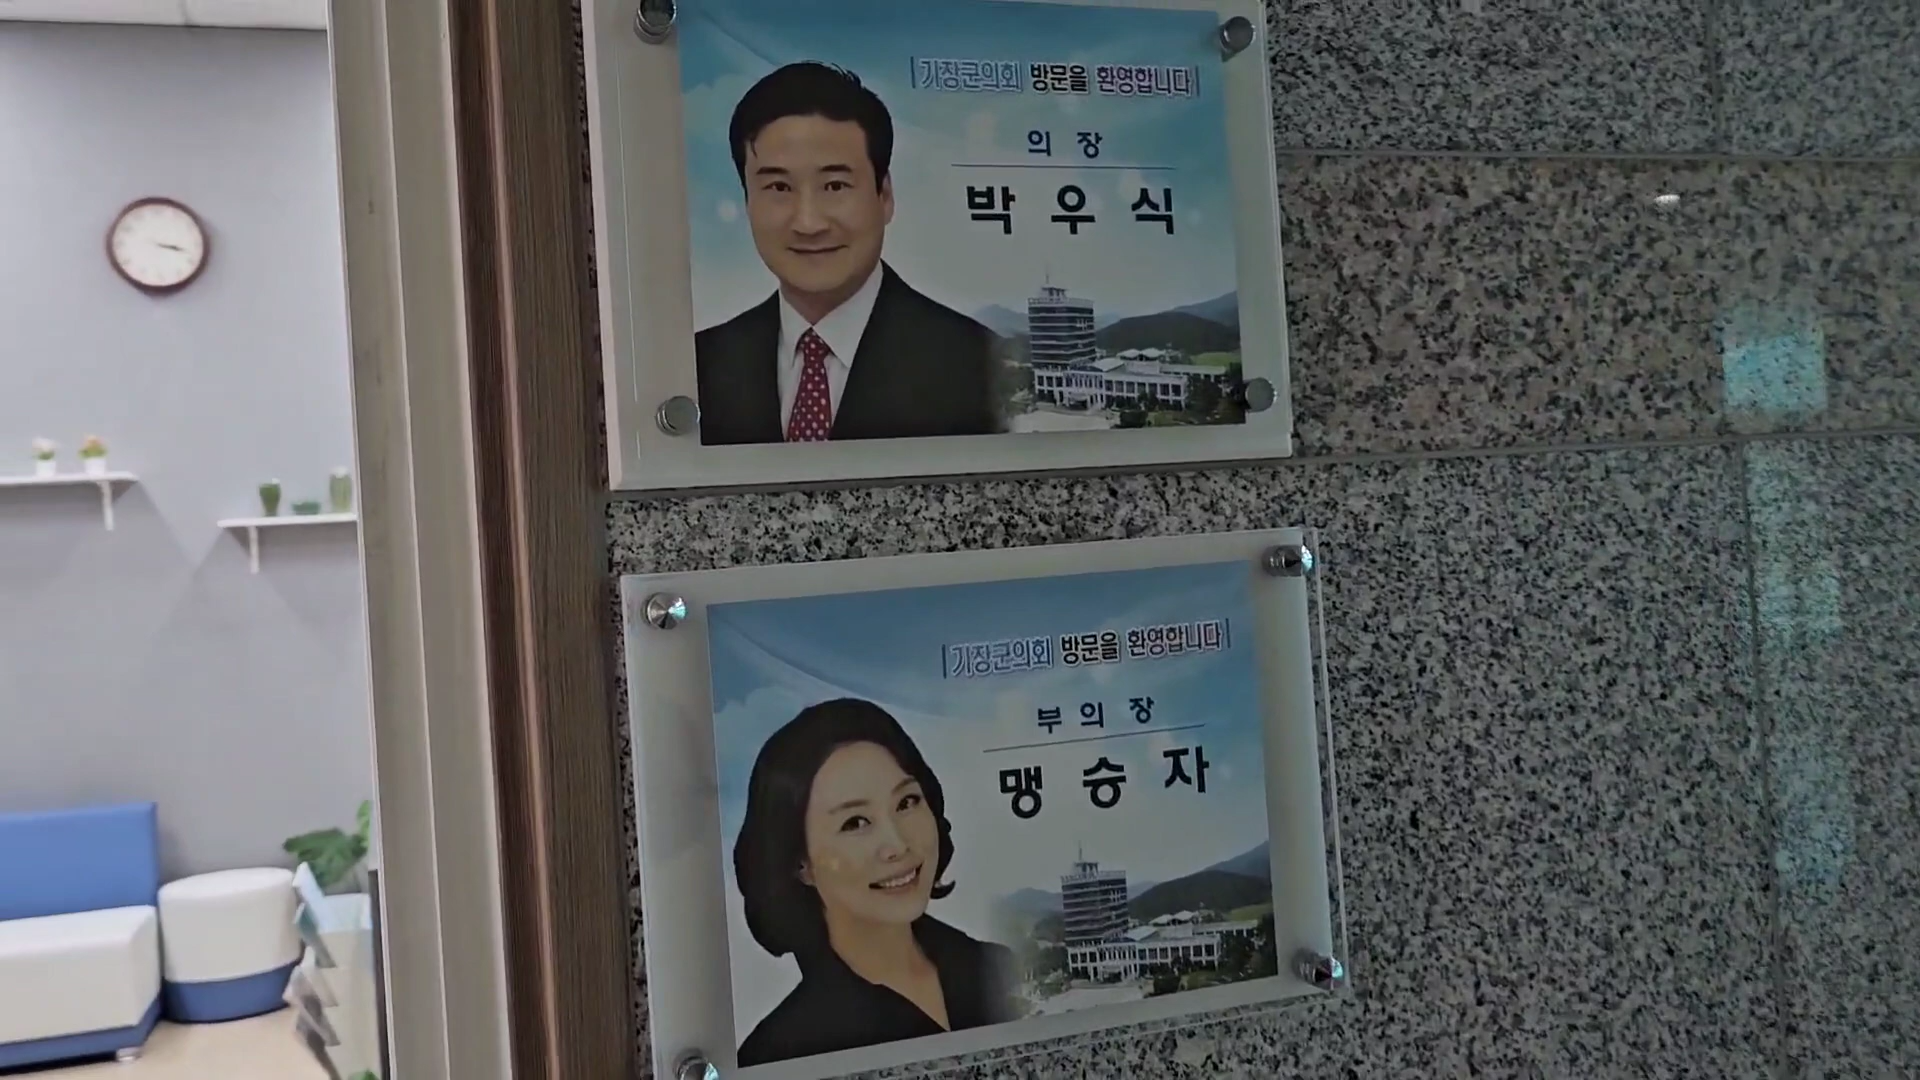 기장군의회 방문을 환영합니다
의 장
박 우 식
기장군의회 방문을 환영합니다
부 의 장
맹 승 자